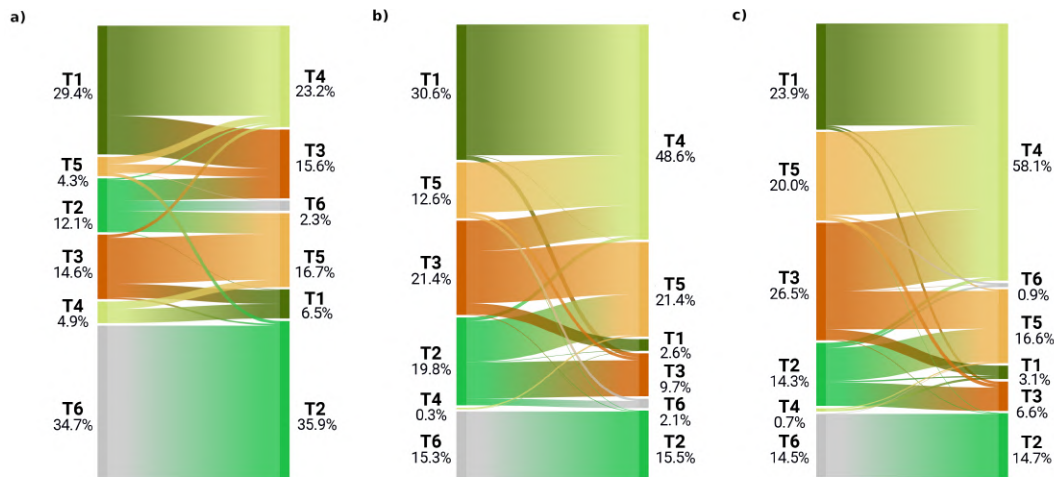 a)
T1
29.4%
T5
4.3%
T2
12.1%
T3
14.6%
T4
4.9%
T6
34.7%
T4
23.2%
T3
15.6%
T6
2.3%
T5
16.7%
T1
6.5%
T2
35.9%
b)
T1
30.6%
T5
12.6%
T3
21.4%
T2
19.8%
T4
0.3%
T6
15.3%
T4
48.6%
T5
21.4%
T1
2.6%
T3
9.7%
T6
2.1%
T2
15.5%
c)
T1
23.9%
T5
20.0%
T3
26.5%
T2
14.3%
T4
0.7%
T6
14.5%
T4
58.1%
T6
0.9%
T5
16.6%
T1
3.1%
T3
6.6%
T2
14.7%